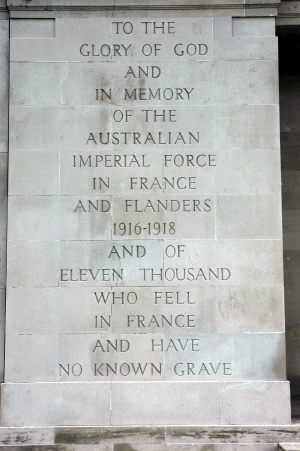 TO THE
GLORY OF GOD
AND
IN MEMORY
OF THE
AUSTRALIAN
IMPERIAL FORCE
IN FRANCE
AND FLANDERS
1916-1918
AND OF
ELEVEN THOUSAND
WHO FELL
IN FRANCE
AND HAVE
NO KNOWN GRAVE